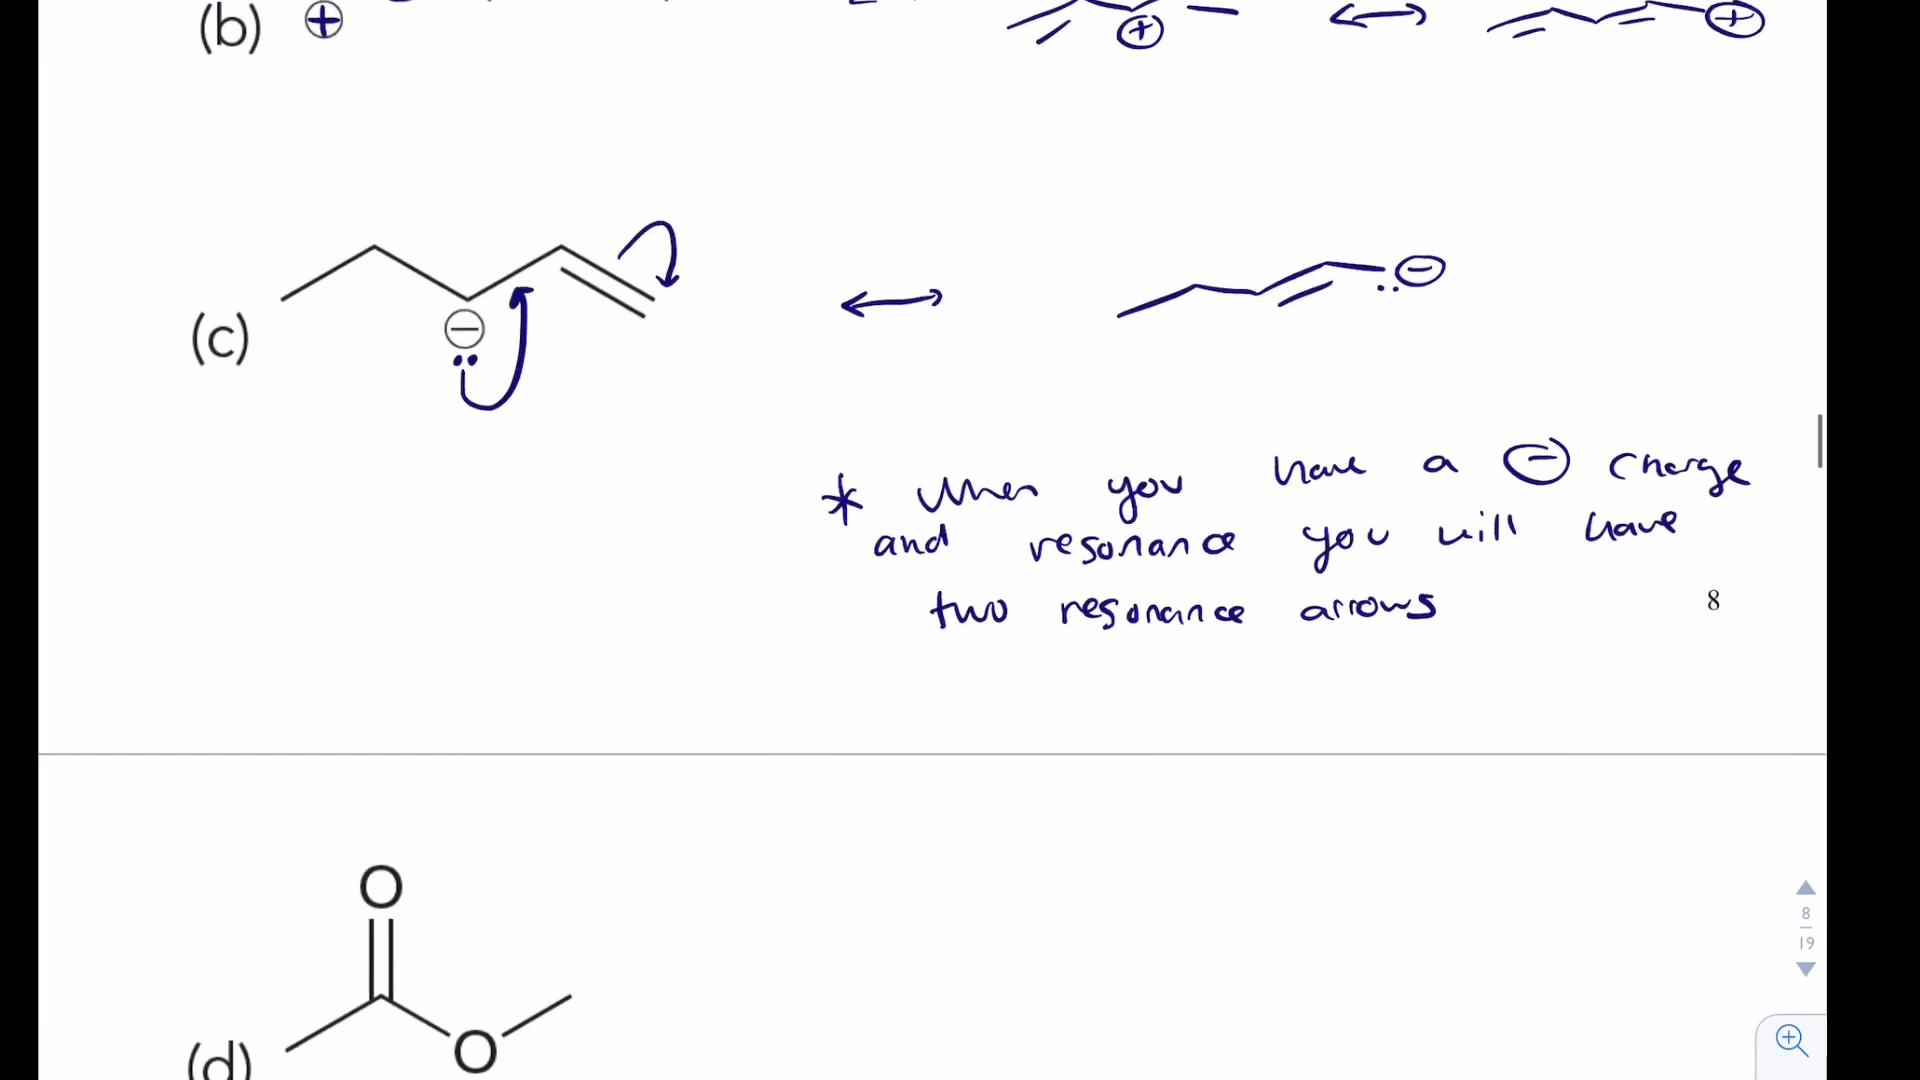 (b) ⊕ ⊕ ⊕
(c) ⊖ ⊖
* when you have a ⊖ charge
and resonance you will have
two resonance arrows
8
O
8
19
(d) O